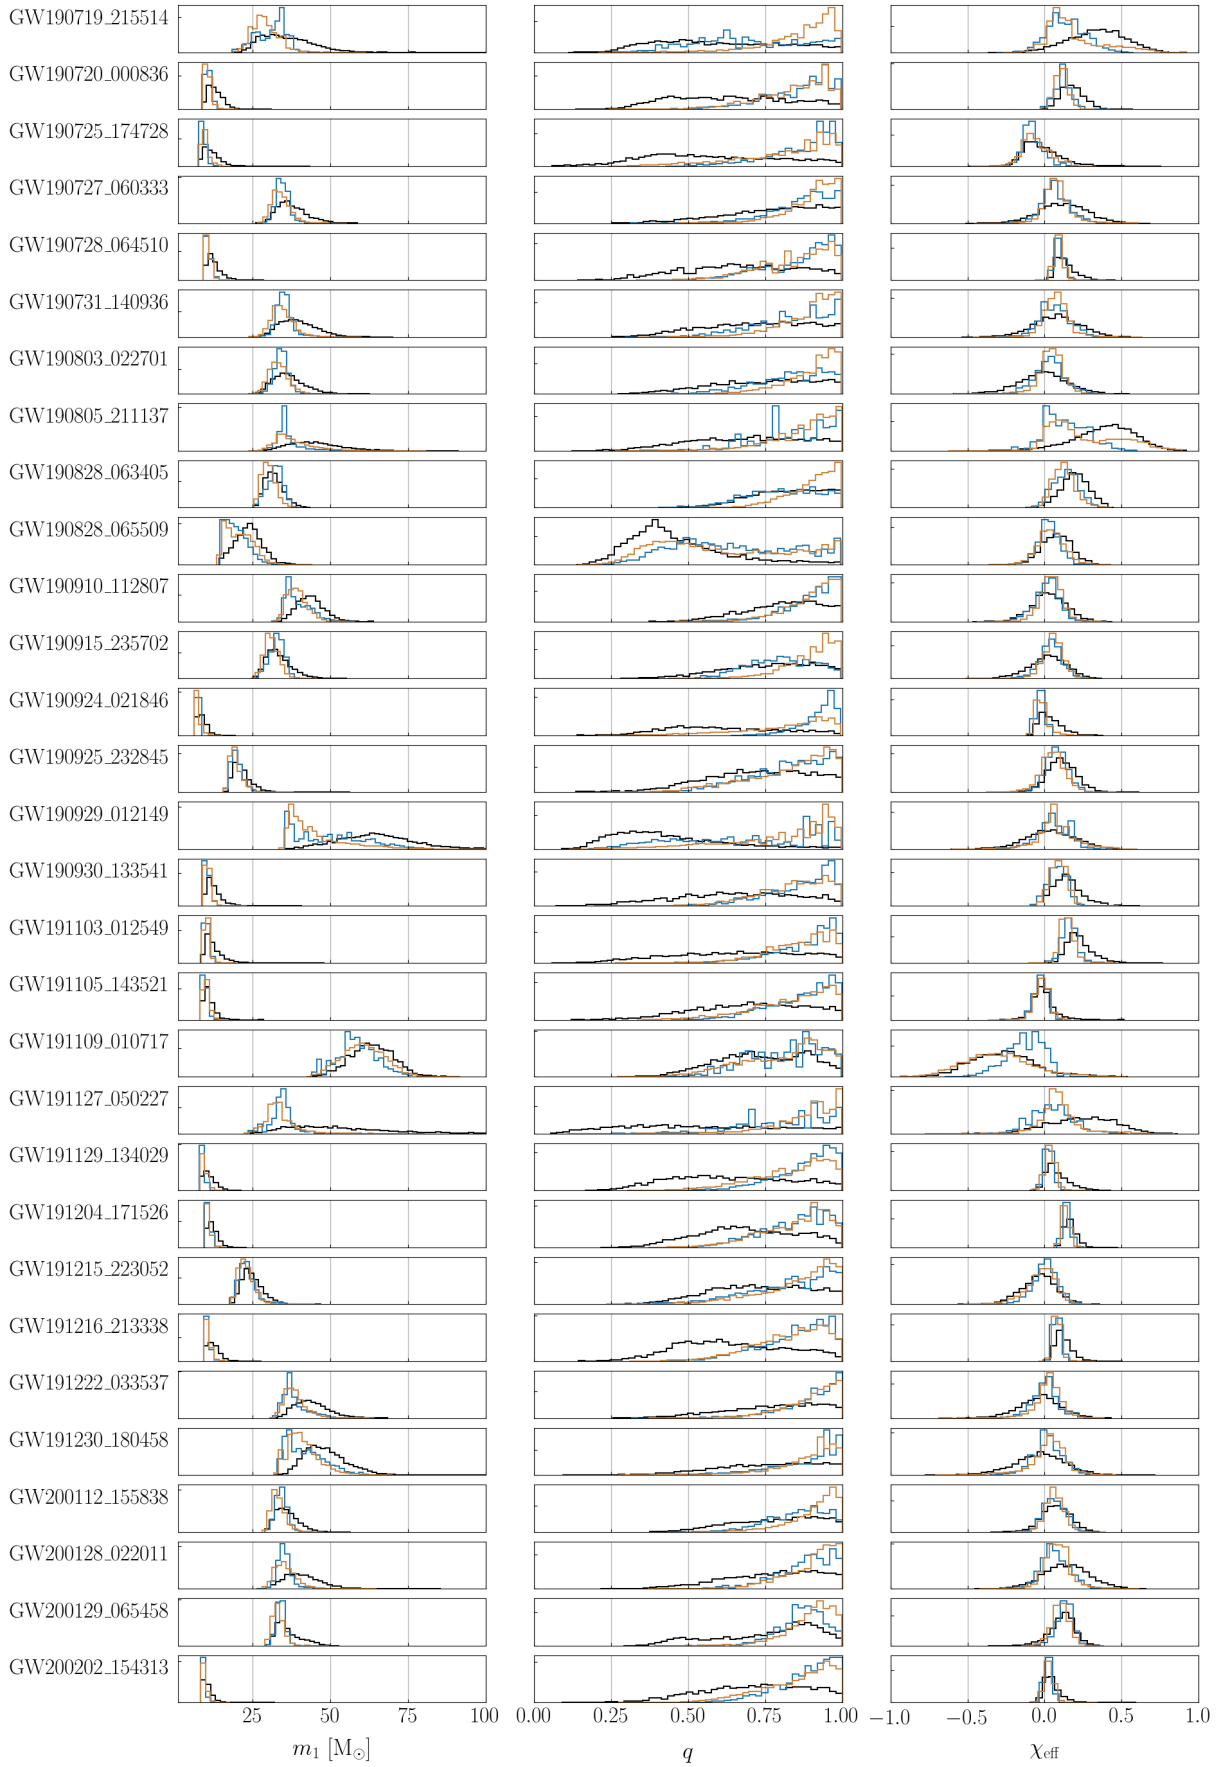 GW190719_215514
GW190720_000836
GW190725_174728
GW190727_060333
GW190728_064510
GW190731_140936
GW190803_022701
GW190805_211137
GW190828_063405
GW190828_065509
GW190910_112807
GW190915_235702
GW190924_021846
GW190925_232845
GW190929_012149
GW190930_133541
GW191103_012549
GW191105_143521
GW191109_010717
GW191127_050227
GW191129_134029
GW191204_171526
GW191215_223052
GW191216_213338
GW191222_033537
GW191230_180458
GW200112_155838
GW200128_022011
GW200129_065458
GW200202_154313
25 50 75 100 0.00 0.25 0.50 0.75 1.00 −1.0 −0.5 0.0 0.5 1.0
m₁ [M⊙] q χeff